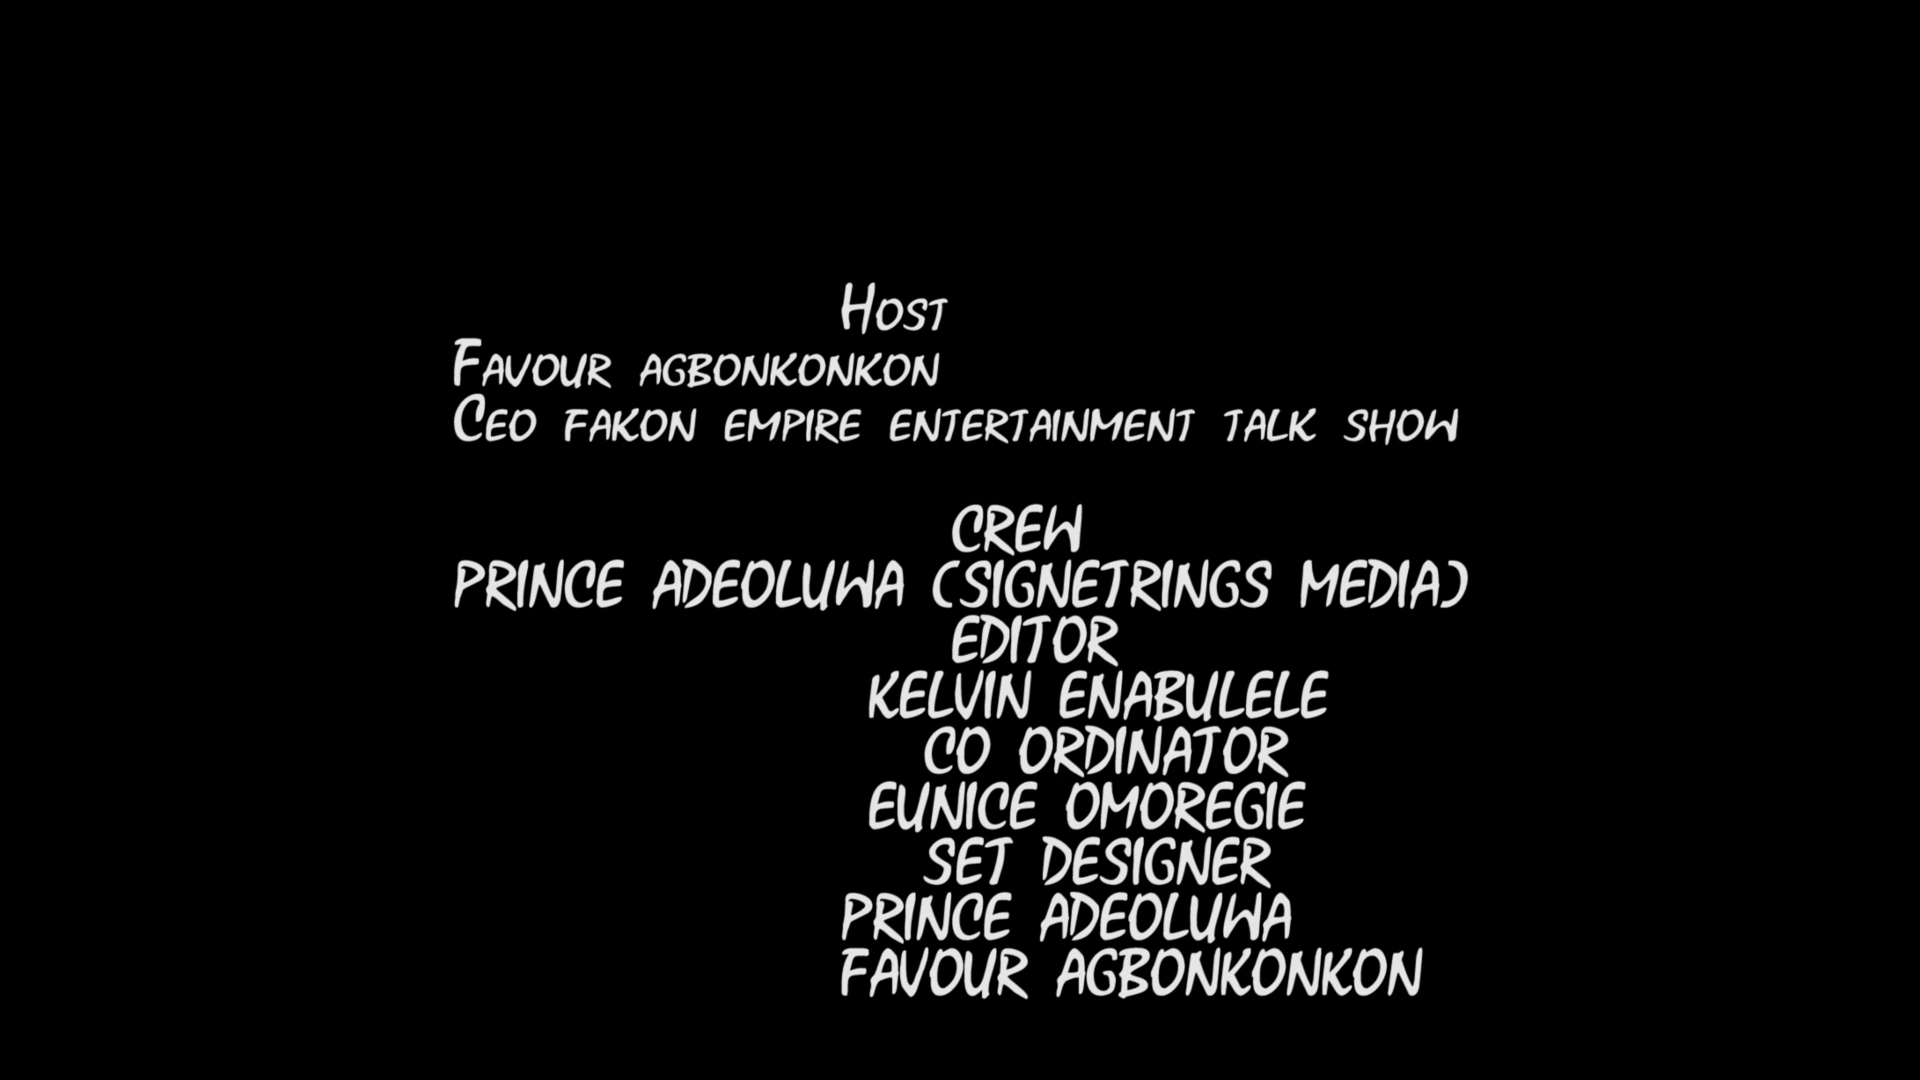 Host
Favour agbonkonkon
Ceo fakon empire entertainment talk show
CREW
PRINCE ADEOLUWA (SIGNETRINGS MEDIA)
EDITOR
KELVIN ENABULELE
CO ORDINATOR
EUNICE OMOREGIE
SET DESIGNER
PRINCE ADEOLUWA
FAVOUR AGBONKONKON